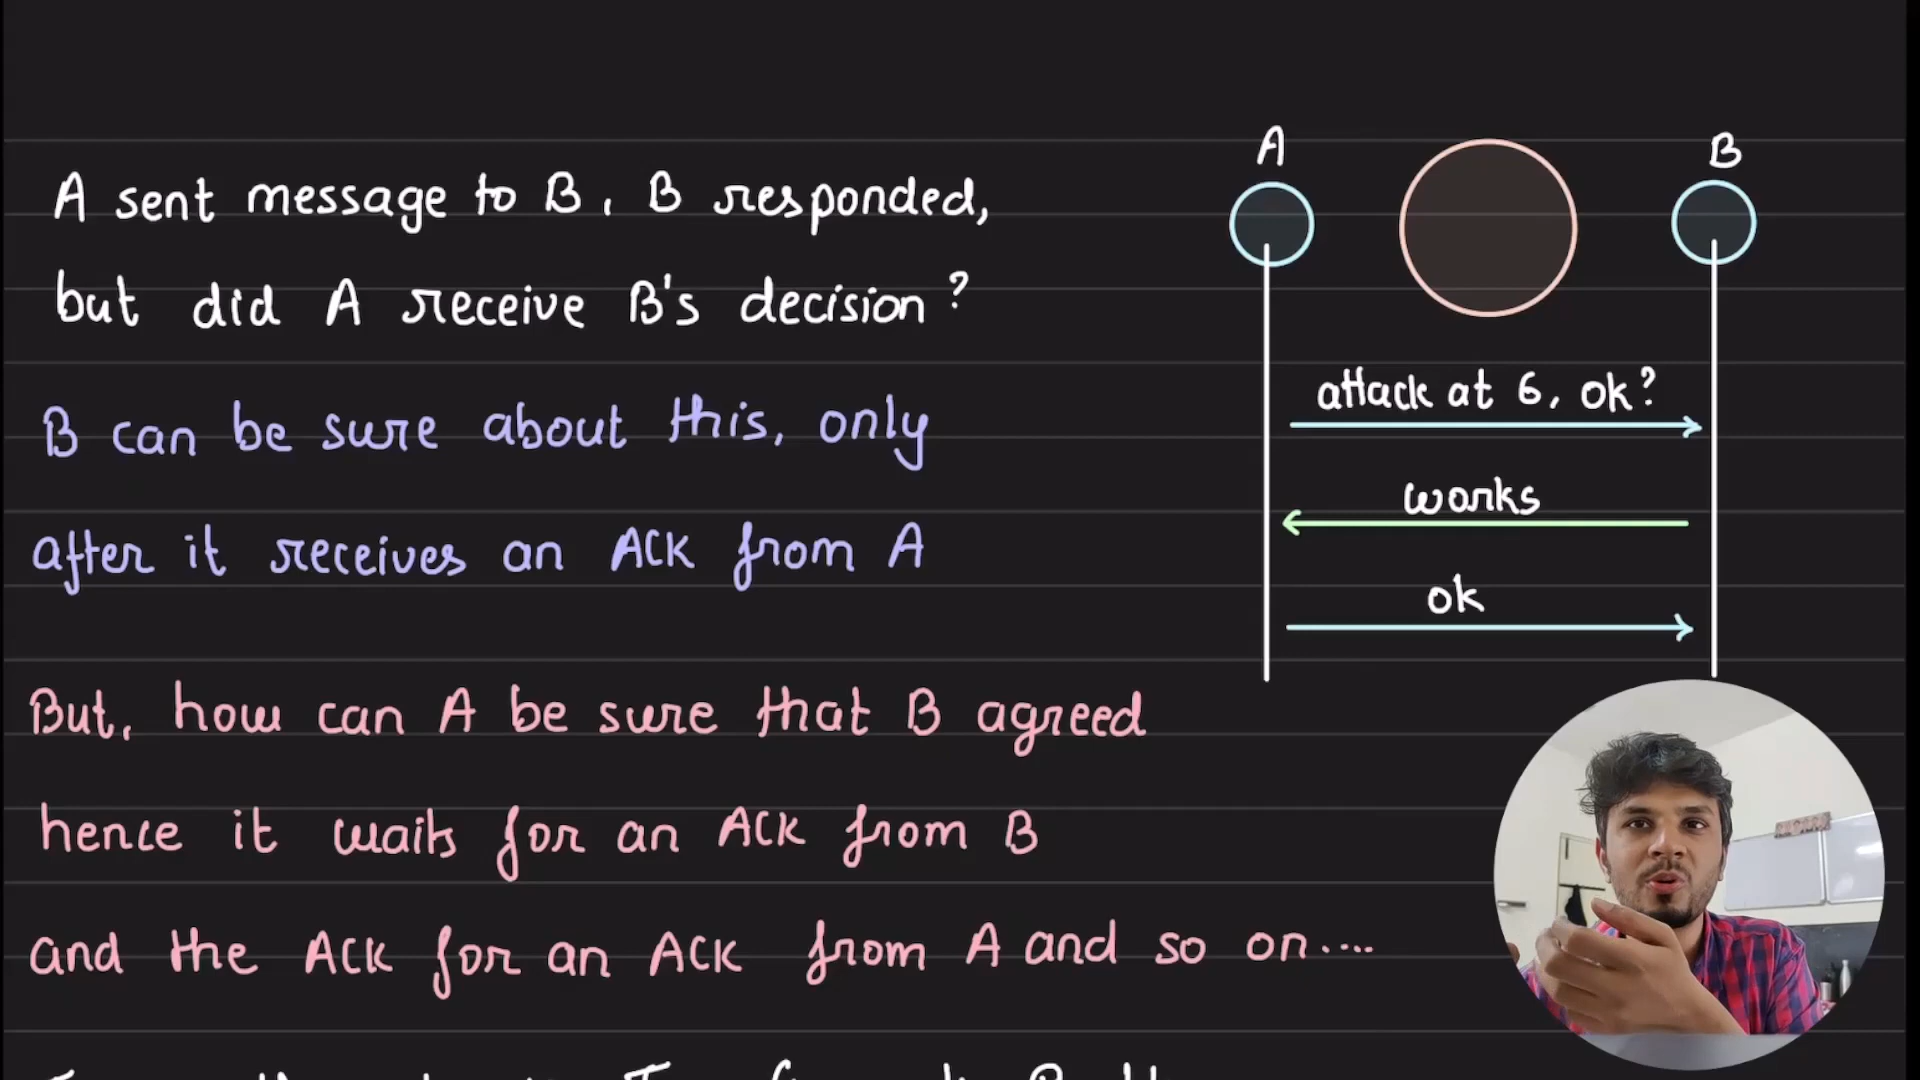 A sent message to B, B responded,
but did A receive B's decision?
B can be sure about this, only
after it receives an ACK from A
But, how can A be sure that B agreed
hence it waits for an ACK from B
and the ACK for an ACK from A and so on....
A
B
attack at 6, ok?
works
ok